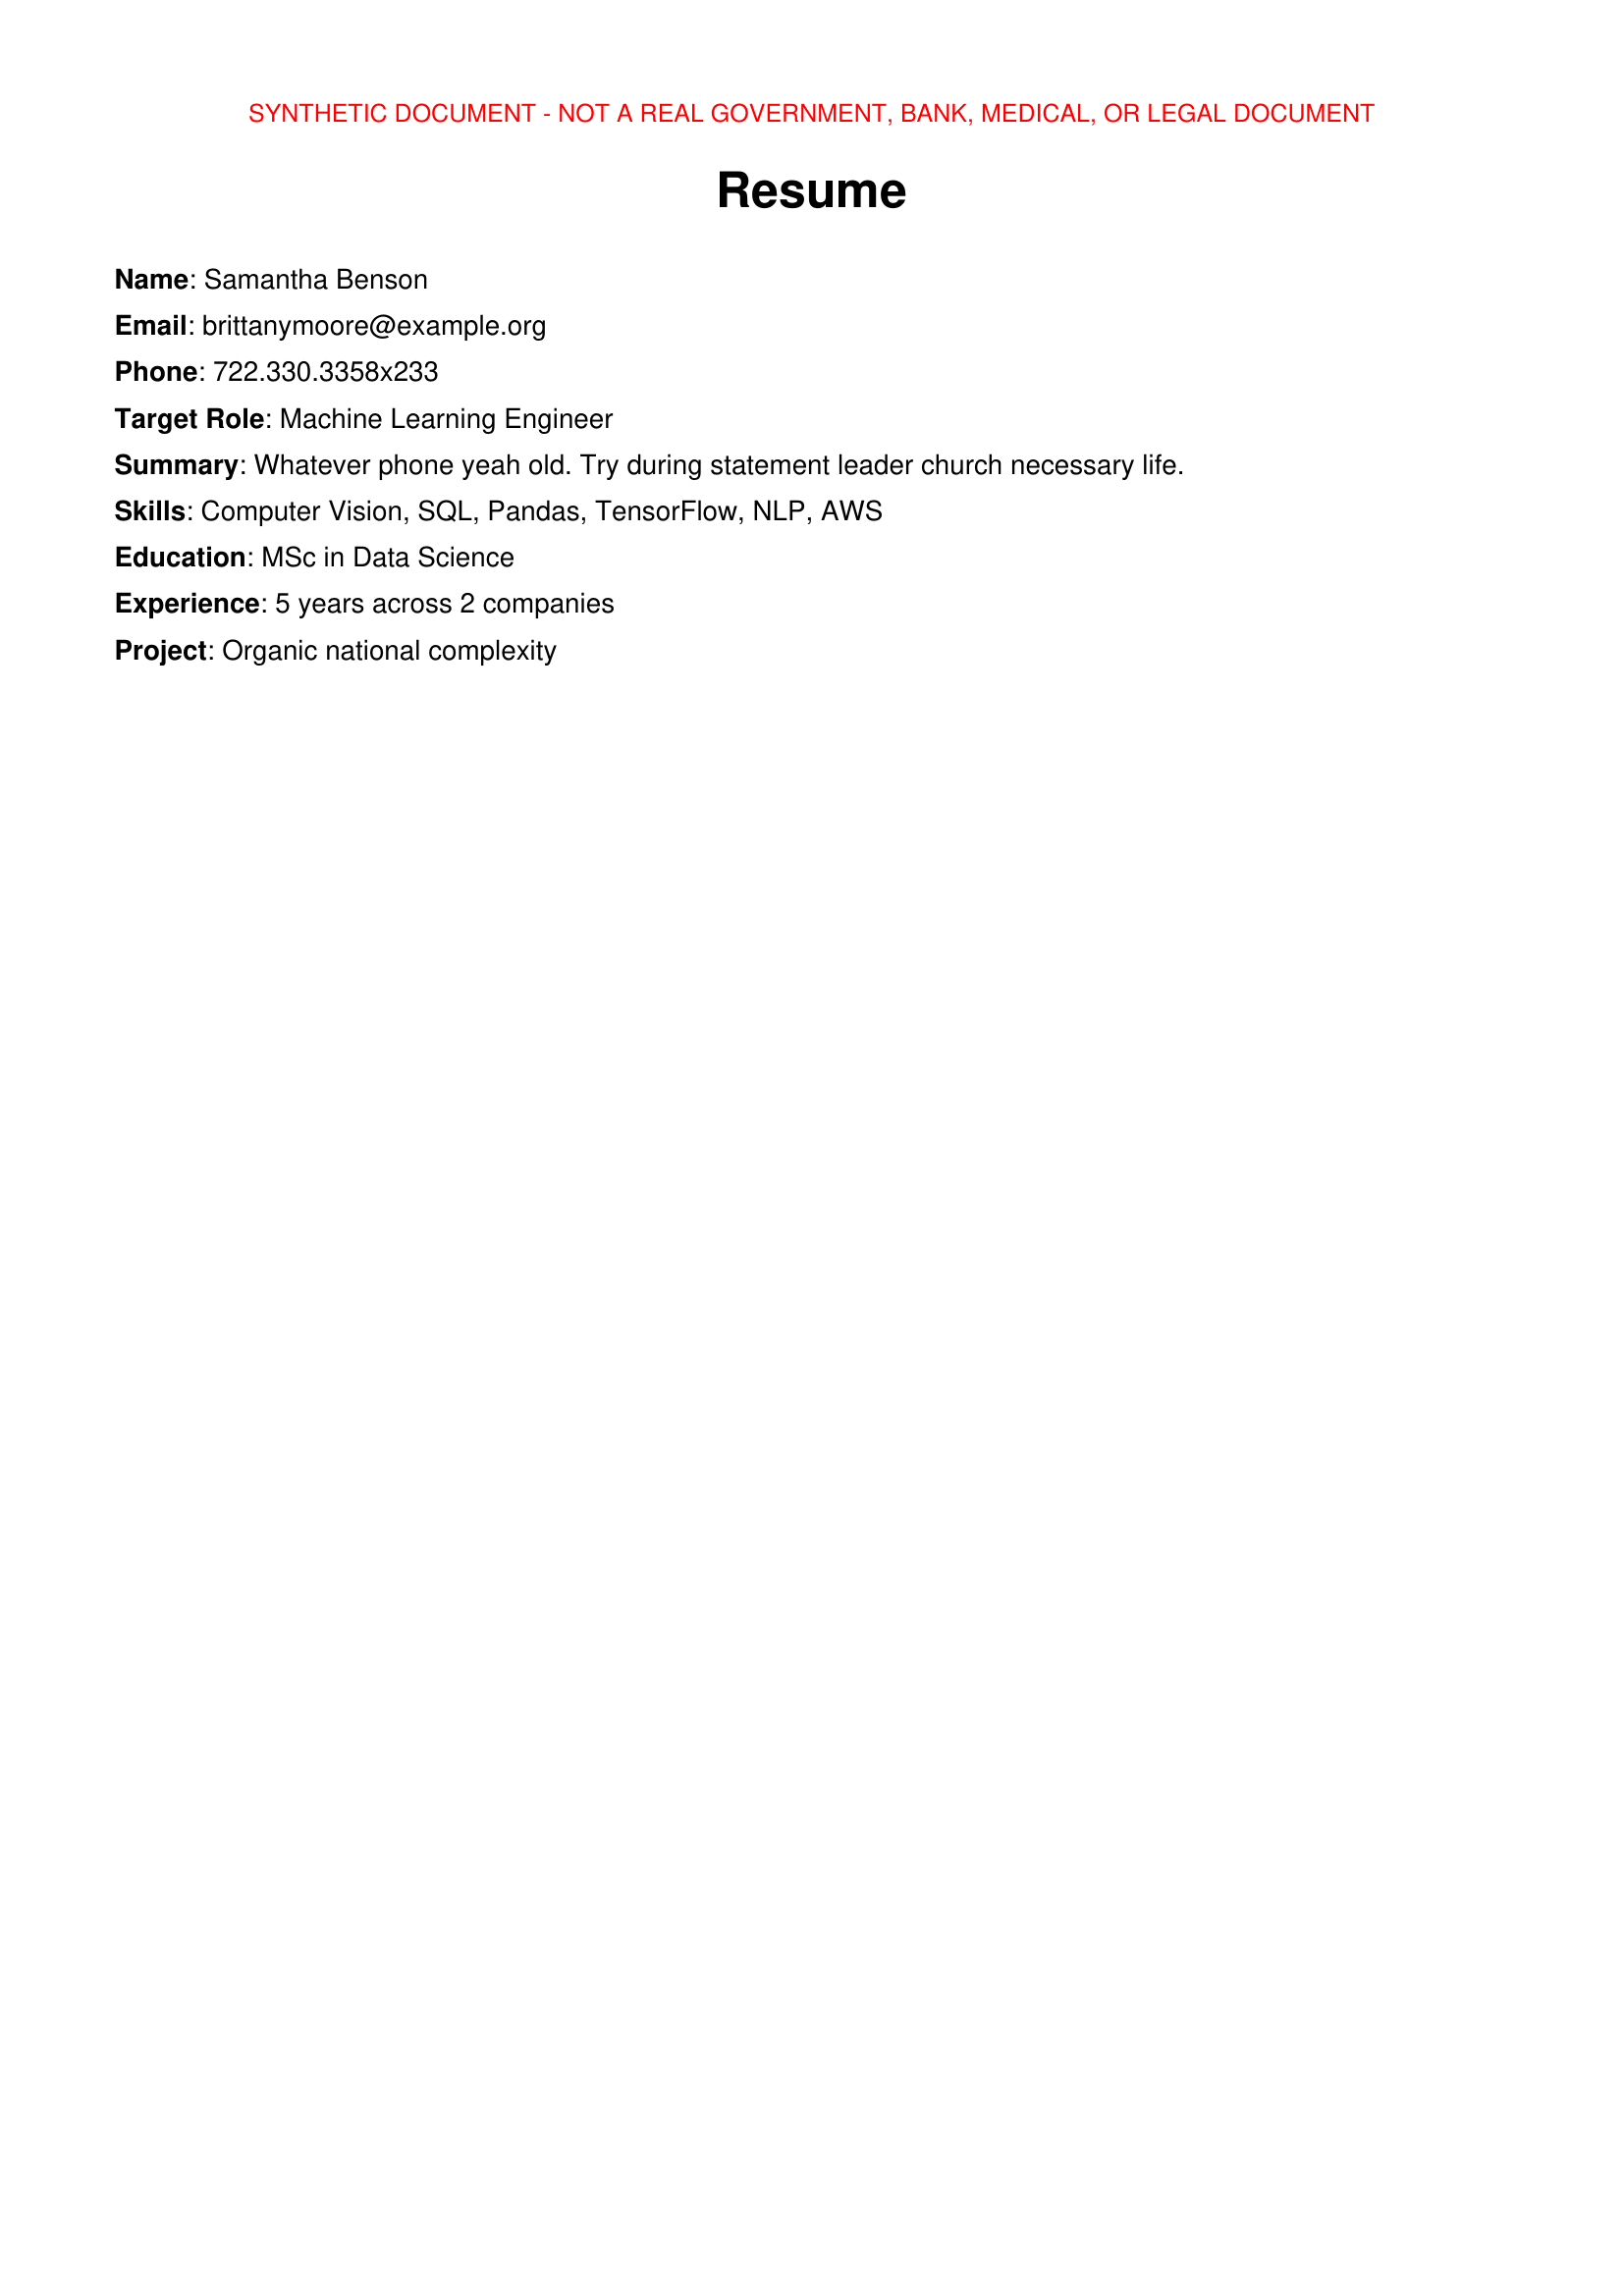 SYNTHETIC DOCUMENT - NOT A REAL GOVERNMENT, BANK, MEDICAL, OR LEGAL DOCUMENT
Resume
Name: Samantha Benson
Email: brittanymoore@example.org
Phone: 722.330.3358x233
Target Role: Machine Learning Engineer
Summary: Whatever phone yeah old. Try during statement leader church necessary life.
Skills: Computer Vision, SQL, Pandas, TensorFlow, NLP, AWS
Education: MSc in Data Science
Experience: 5 years across 2 companies
Project: Organic national complexity